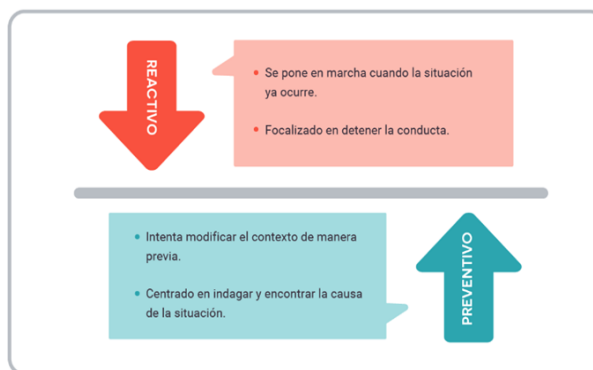 REACTIVO
• Se pone en marcha cuando la situación
ya ocurre.
• Focalizado en detener la conducta.
• Intenta modificar el contexto de manera
previa.
• Centrado en indagar y encontrar la causa
de la situación.
PREVENTIVO